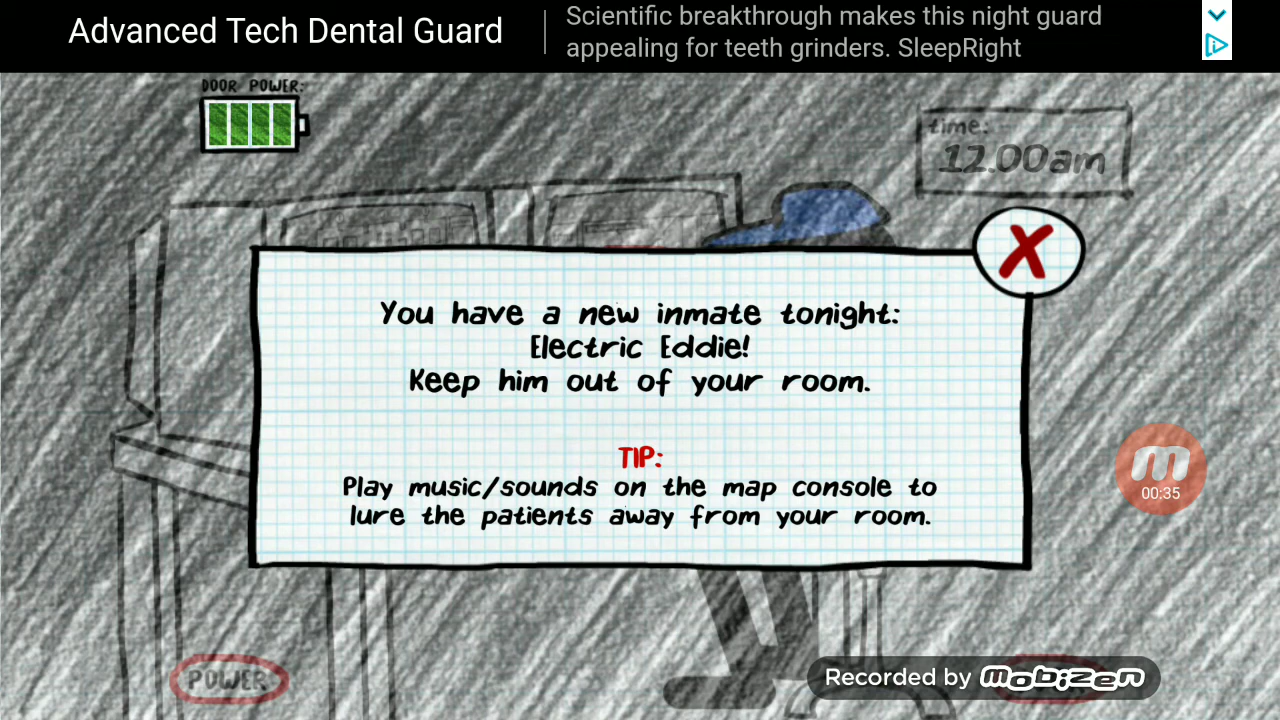 Advanced Tech Dental Guard
Scientific breakthrough makes this night guard
appealing for teeth grinders. SleepRight
DOOR POWER:
time:
12.00am
X
You have a new inmate tonight:
Electric Eddie!
Keep him out of your room.
TIP:
Play music/sounds on the map console to
lure the patients away from your room.
m
00:35
POWER
Recorded by mobizen